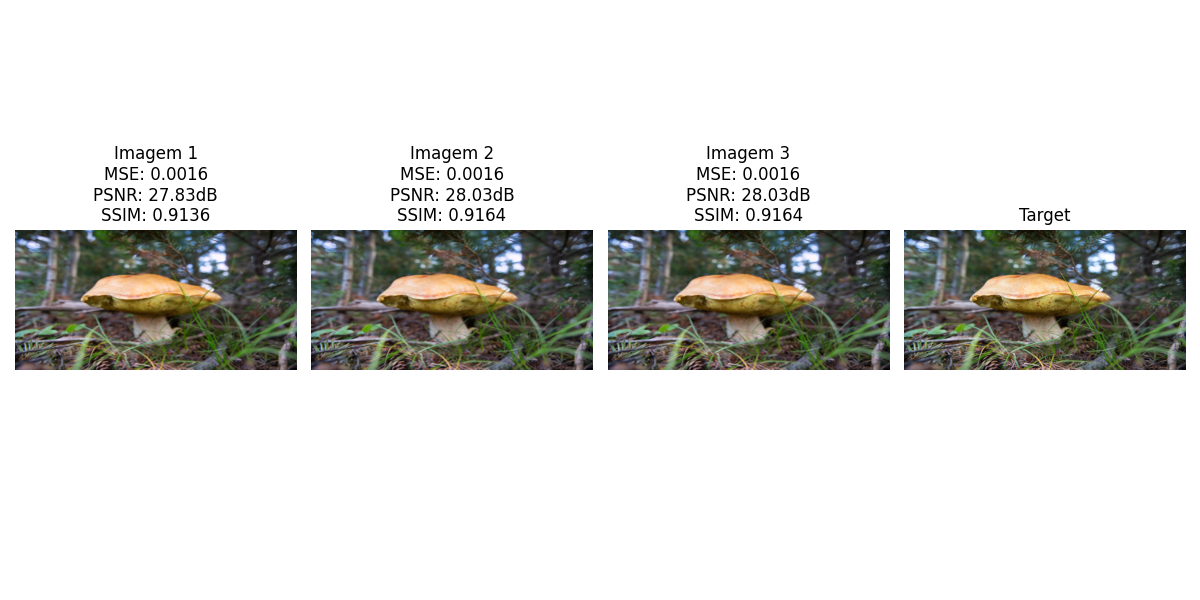 Imagem 1
MSE: 0.0016
PSNR: 27.83dB
SSIM: 0.9136
Imagem 2
MSE: 0.0016
PSNR: 28.03dB
SSIM: 0.9164
Imagem 3
MSE: 0.0016
PSNR: 28.03dB
SSIM: 0.9164
Target